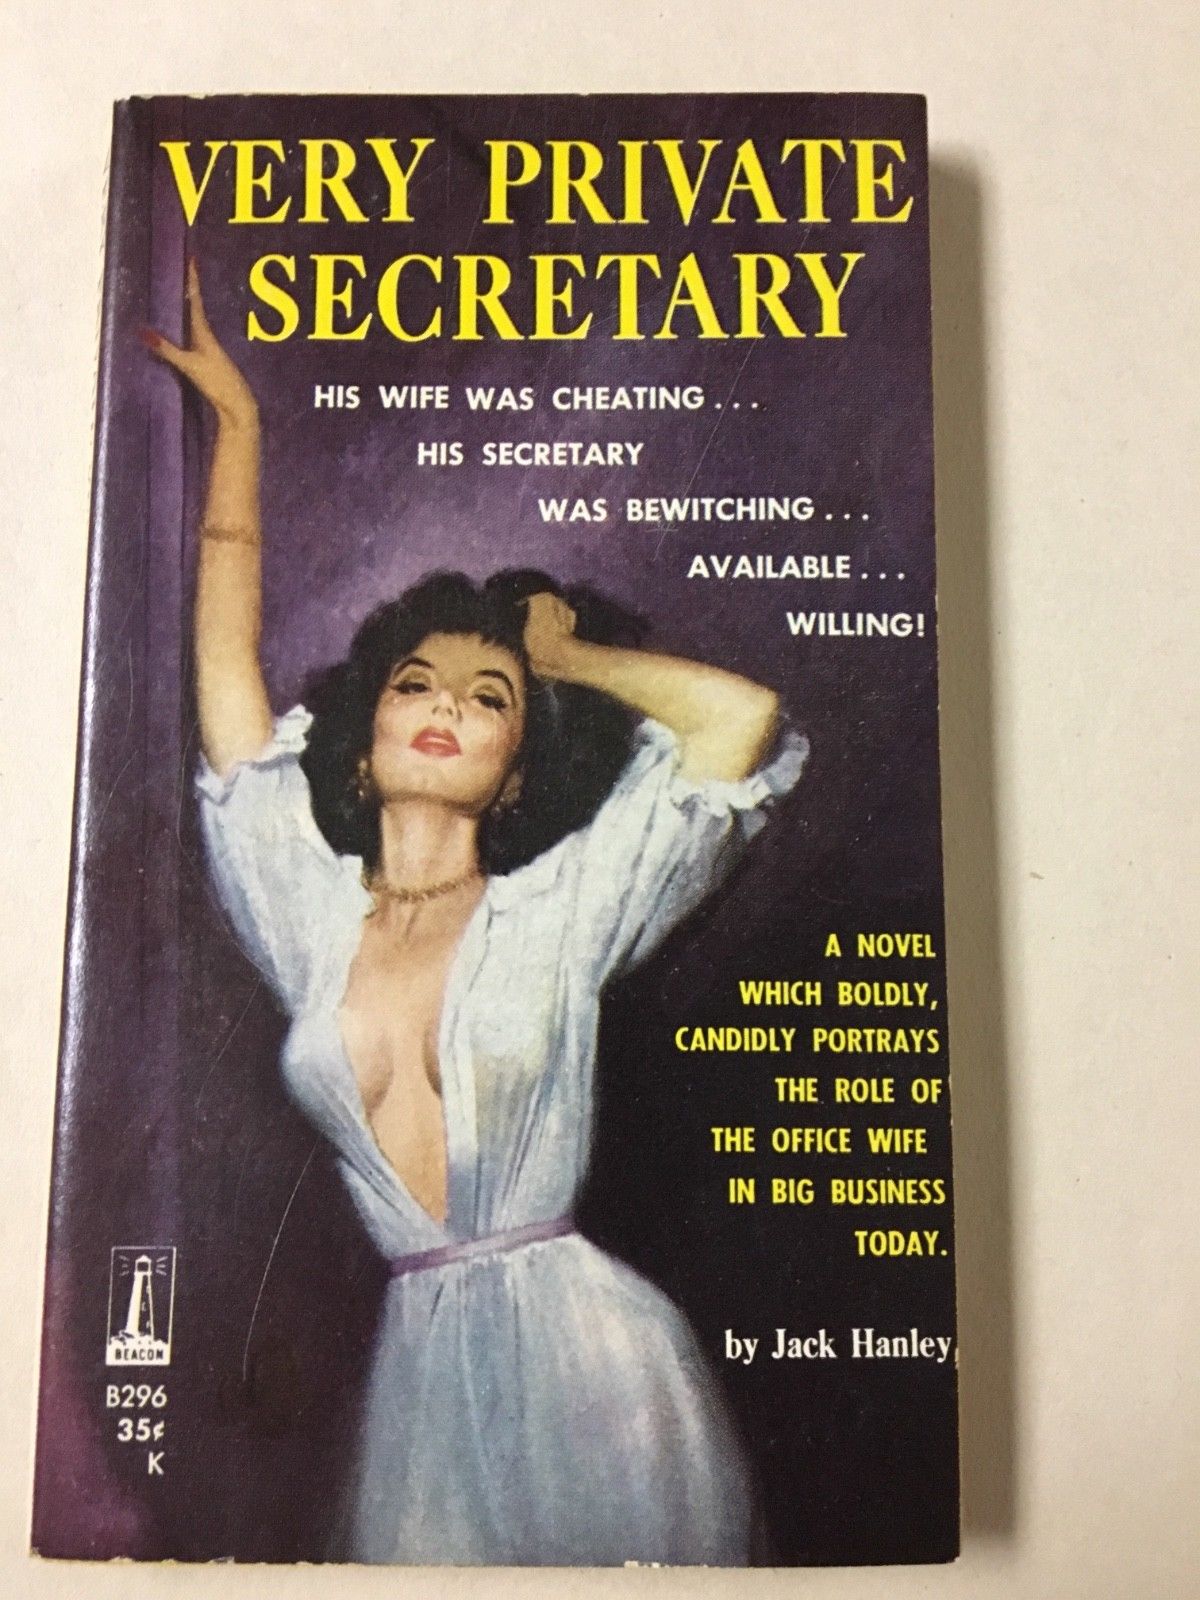 VERY PRIVATE
SECRETARY
HIS WIFE WAS CHEATING...
HIS SECRETARY
WAS BEWITCHING...
AVAILABLE...
WILLING!
A NOVEL
WHICH BOLDLY,
CANDIDLY PORTRAYS
THE ROLE OF
THE OFFICE WIFE
IN BIG BUSINESS
TODAY.
by Jack Hanley
BEACON
B296
35¢
K